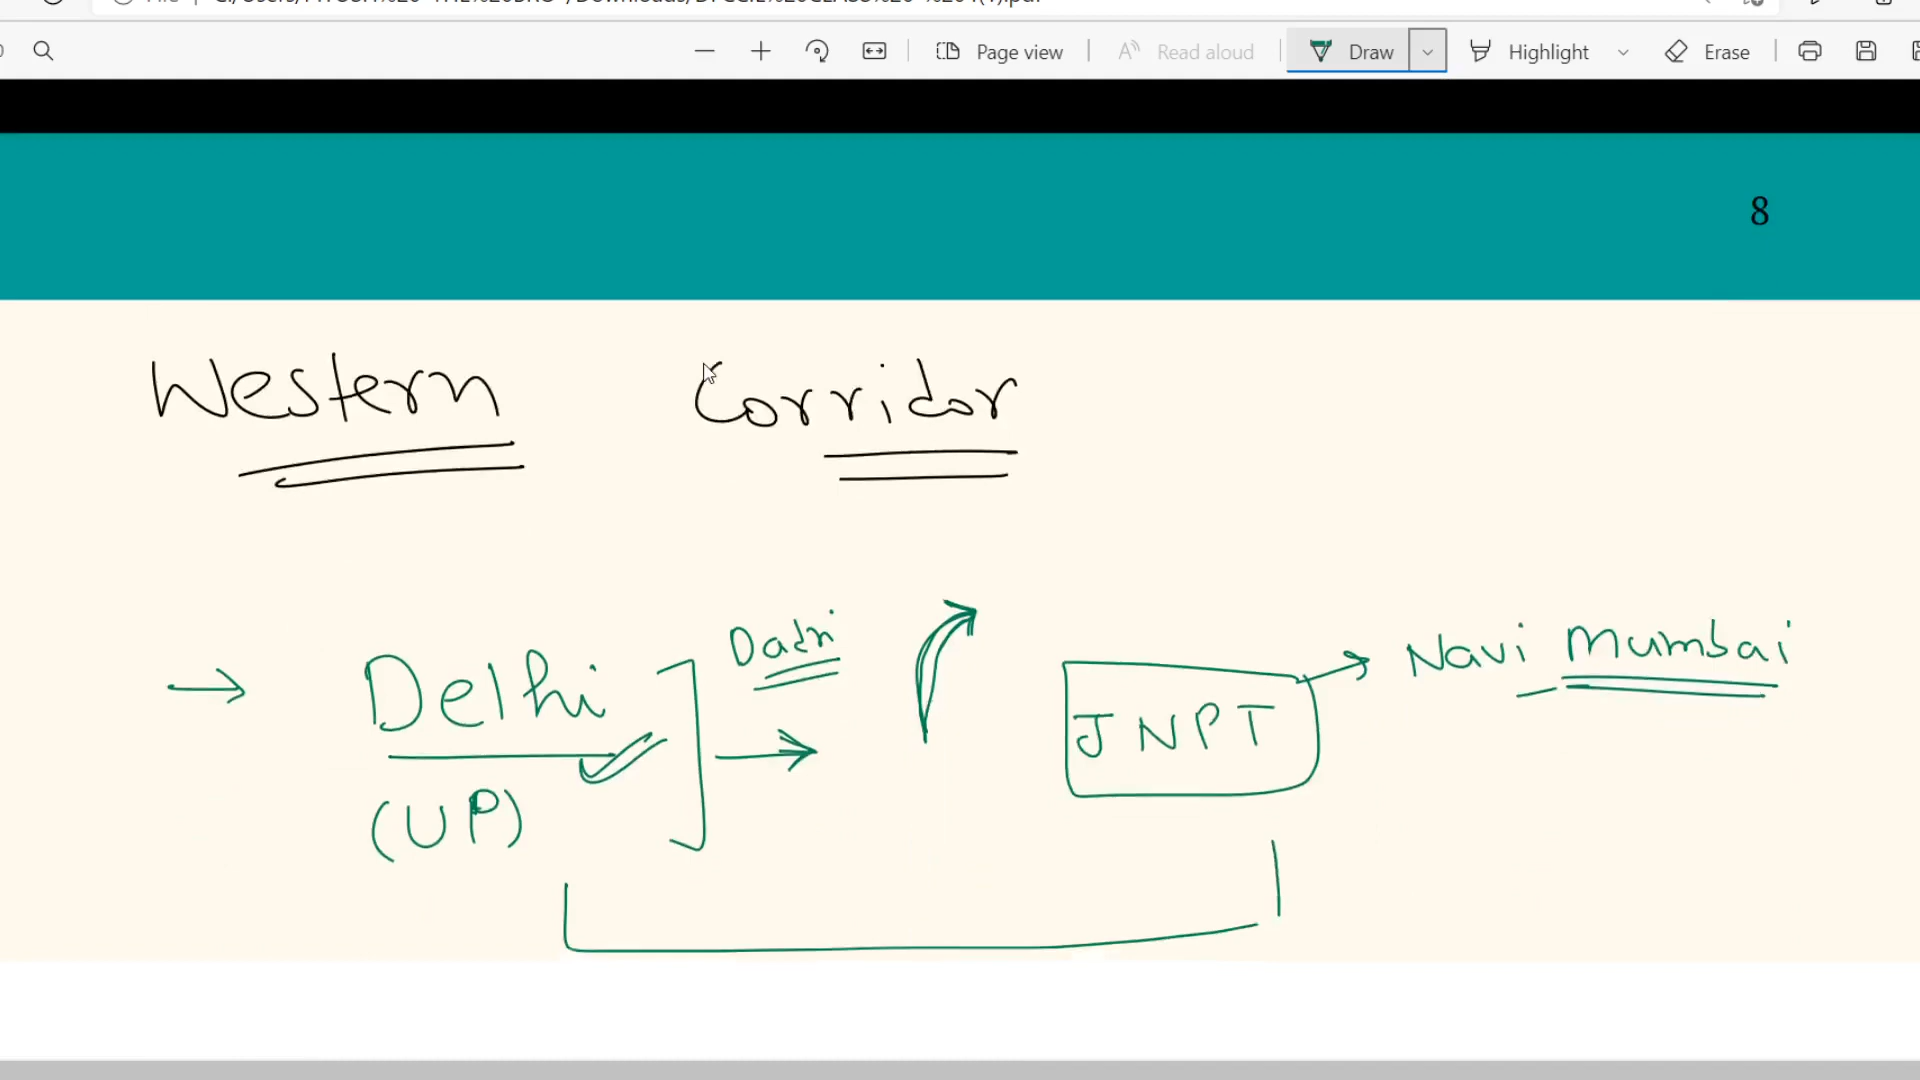 Page view
Read aloud
Draw
Highlight
Erase
8
Western Corridor
Delhi
Dadri
(UP)
JNPT
Navi Mumbai